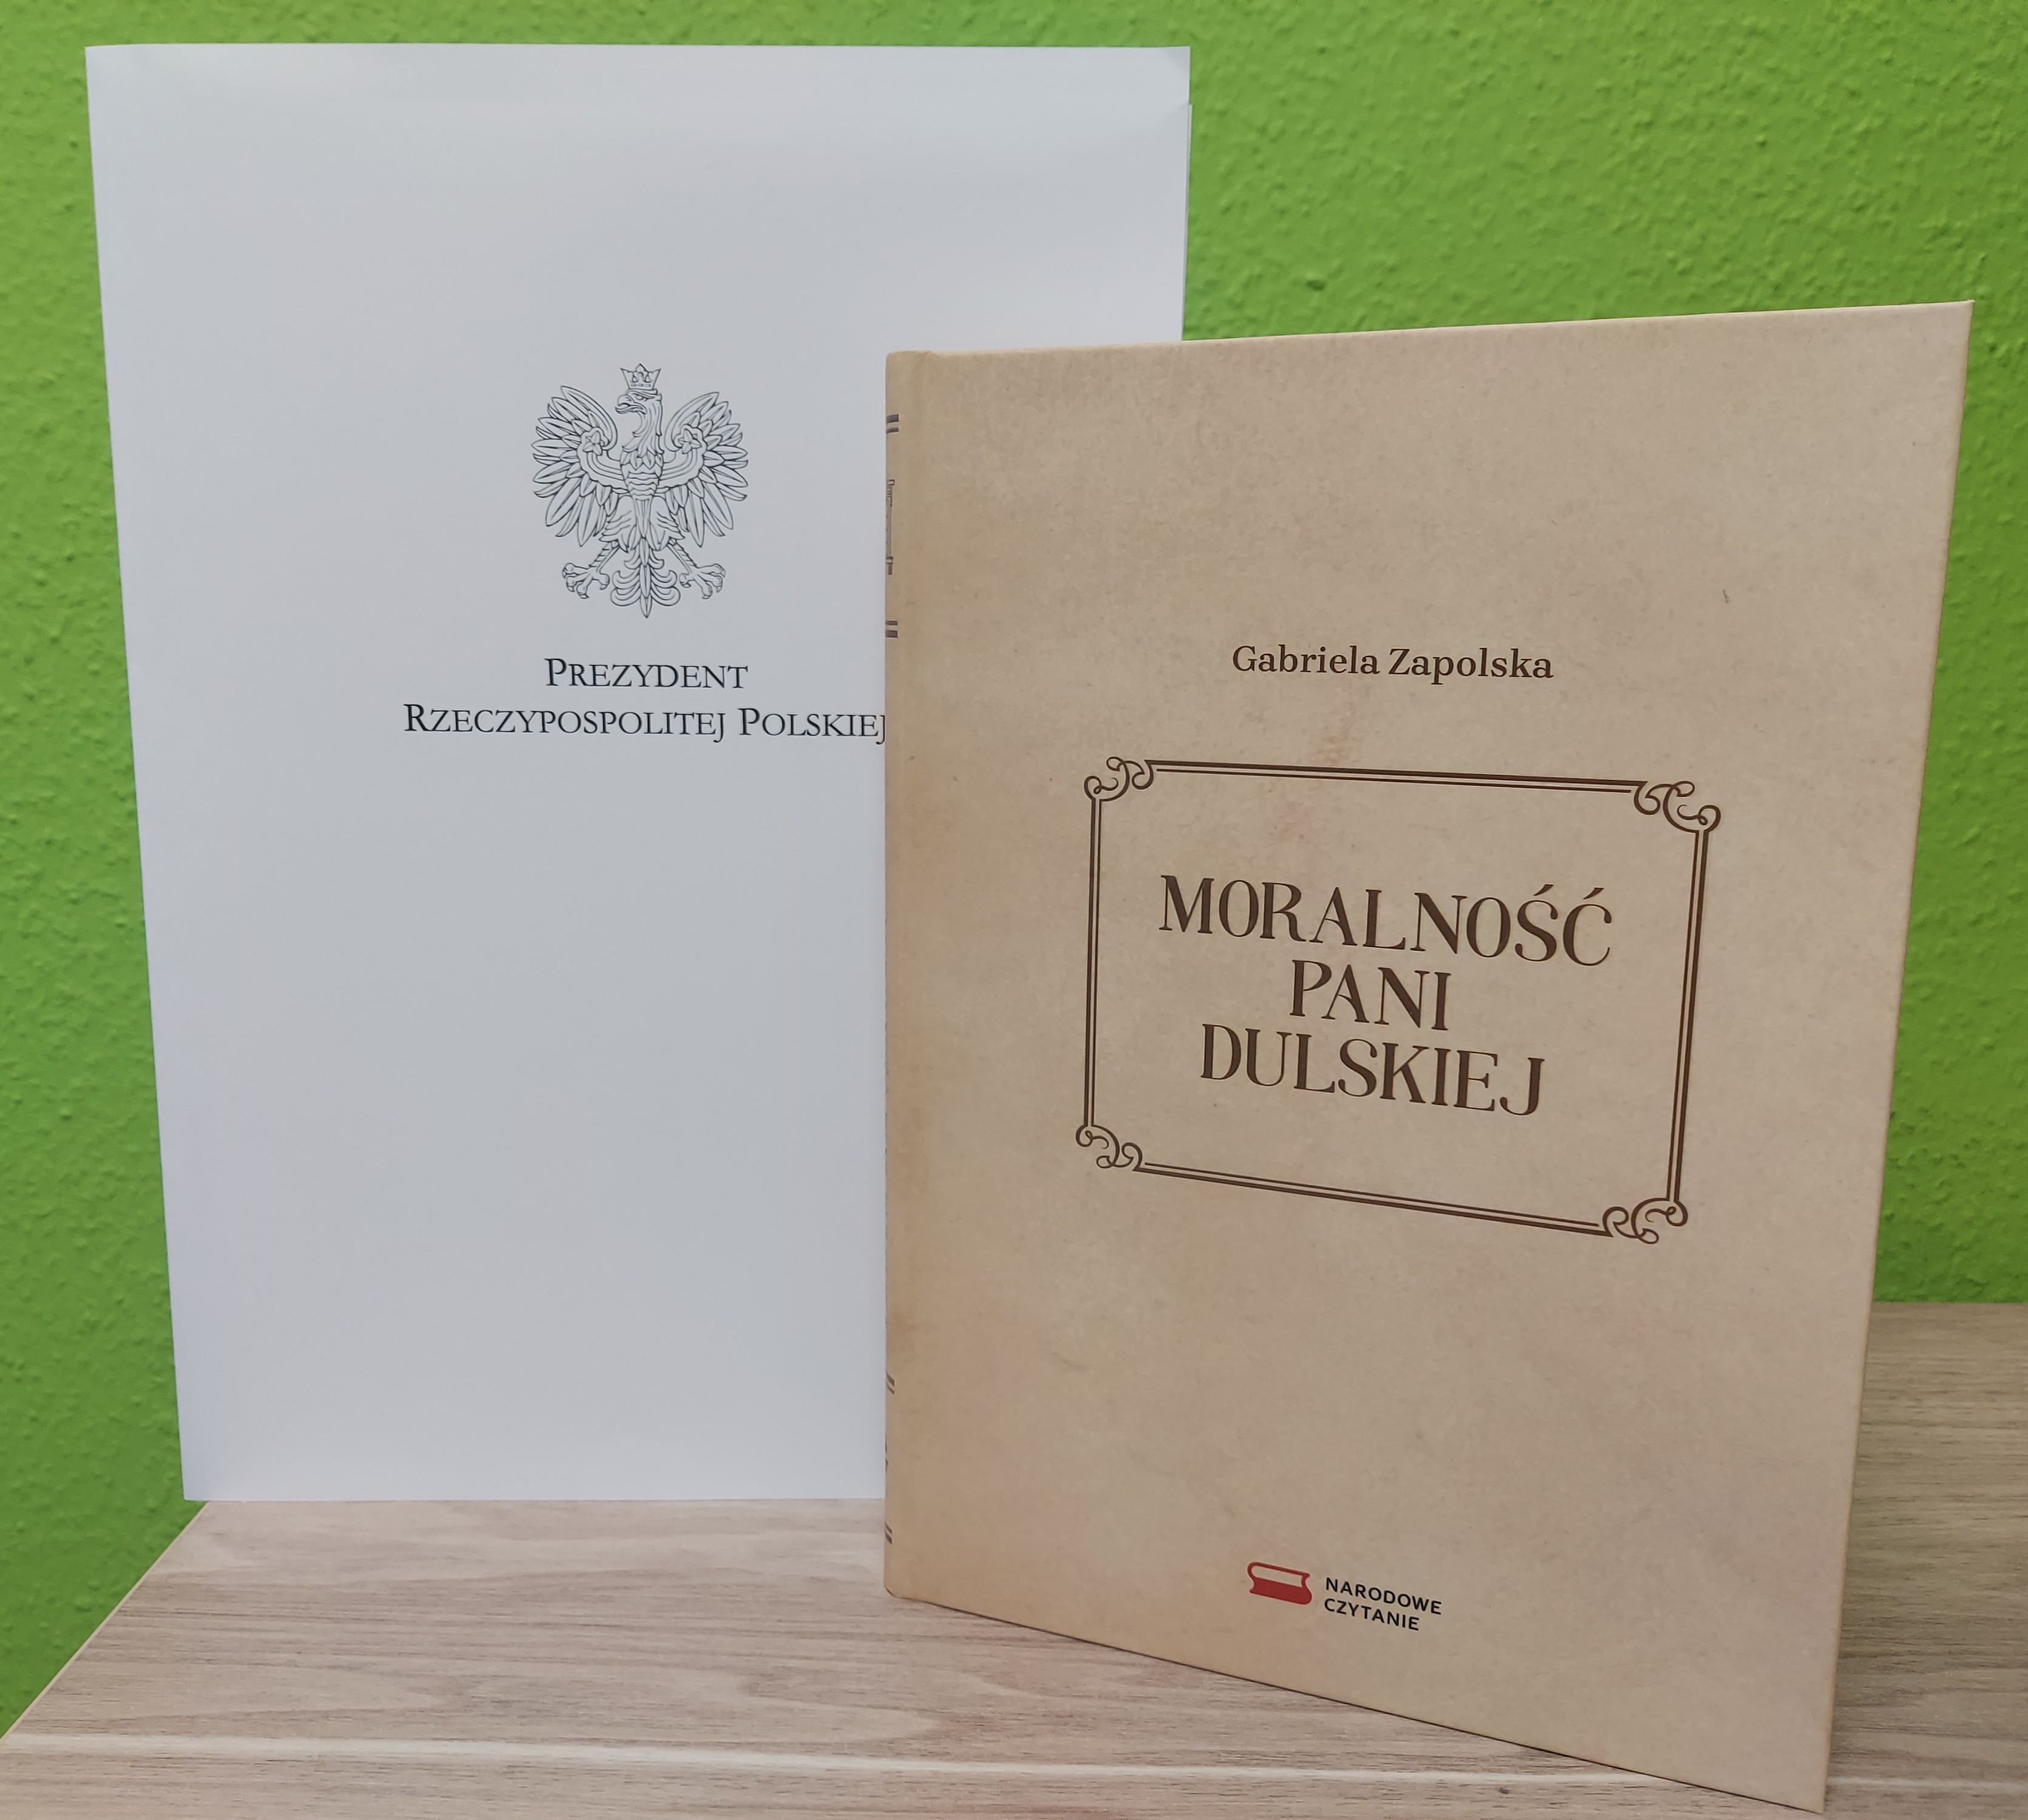 Prezydent
Rzeczypospolitej Polskiej
Gabriela Zapolska
MORALNOŚĆ
PANI
DULSKIEJ
NARODOWE
CZYTANIE